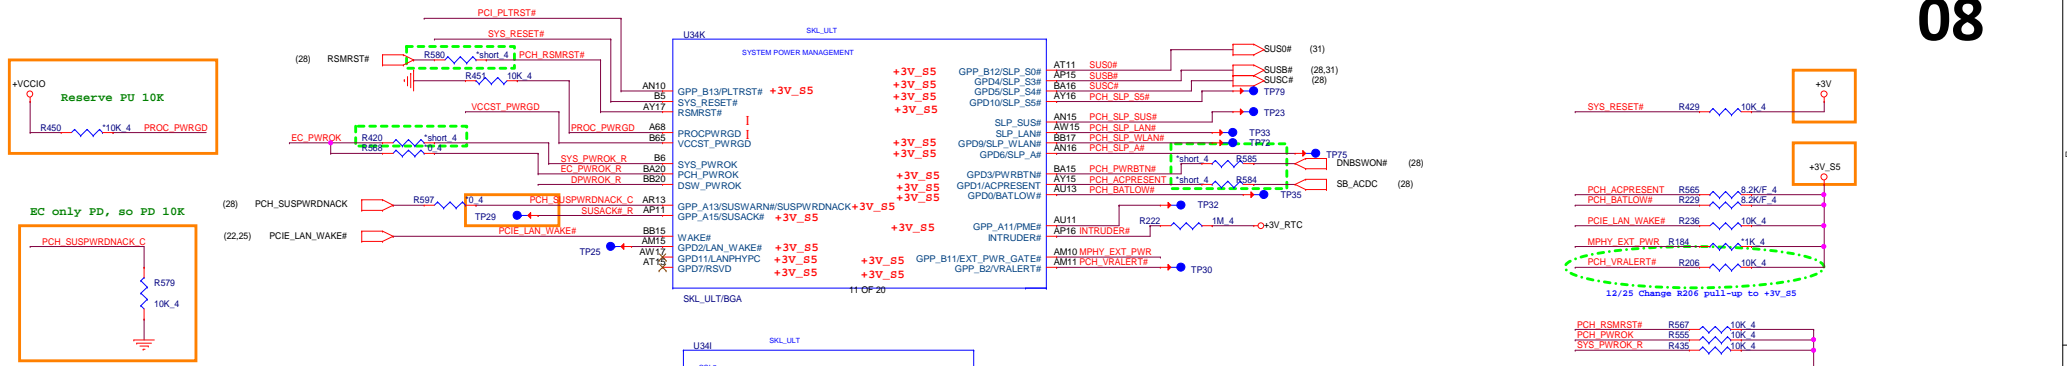 08
+VCCIO
Reserve PU 10K
R450 *10K_4 PROC_PWRGD
EC only PD, so PD 10K
PCH_SUSPWRDNACK_C
R579
10K_4
PCI_PLTRST#
SYS_RESET#
(28) RSMRST# R580 *short_4 PCH_RSMRST#
R451 10K_4
VCCST_PWRGD
PROC_PWRGD
EC_PWROK R420 *short_4
R568 0_4
SYS_PWROK_R
EC_PWROK_R
DPWROK_R
(28) PCH_SUSPWRDNACK R597 *0_4 PCH_SUSPWRDNACK_C
TP29 SUSACK#_R
(22,25) PCIE_LAN_WAKE# PCIE_LAN_WAKE#
TP25
U34K
SKL_ULT
SYSTEM POWER MANAGEMENT
AN10 GPP_B13/PLTRST# +3V_S5
B5 SYS_RESET#
AY17 RSMRST#
A68 PROCPWRGD
B65 VCCST_PWRGD
B6 SYS_PWROK
BA20 PCH_PWROK
BB20 DSW_PWROK
AR13 GPP_A13/SUSWARN#/SUSPWRDNACK +3V_S5
AP11 GPP_A15/SUSACK# +3V_S5
BB15 WAKE#
AM15 GPD2/LAN_WAKE# +3V_S5
AW17 GPD11/LANPHYPC +3V_S5
AT15 GPD7/RSVD +3V_S5
+3V_S5 GPP_B12/SLP_S0# AT11 SUS0# SUS0# (31)
+3V_S5 GPD4/SLP_S3# AP15 SUSB# SUSB# (28,31)
+3V_S5 GPD5/SLP_S4# BA16 SUSC# SUSC# (28)
+3V_S5 GPD10/SLP_S5# AY16 PCH_SLP_S5# TP79
SLP_SUS# AN15 PCH_SLP_SUS# TP23
SLP_LAN# AW15 PCH_SLP_LAN# TP33
+3V_S5 GPD9/SLP_WLAN# BB17 PCH_SLP_WLAN# TP72
+3V_S5 GPD6/SLP_A# AN16 PCH_SLP_A# TP75
+3V_S5 GPD3/PWRBTN# BA15 PCH_PWRBTN# *short_4 R585 DNBSWON# (28)
+3V_S5 GPD1/ACPRESENT AY15 PCH_ACPRESENT *short_4 R584 SB_ACDC (28)
+3V_S5 GPD0/BATLOW# AU13 PCH_BATLOW# TP35
+3V_S5 GPP_A11/PME# AU11 TP32
INTRUDER# AP16 INTRUDER# R222 1M_4 +3V_RTC
+3V_S5 GPP_B11/EXT_PWR_GATE# AM10 MPHY_EXT_PWR
+3V_S5 GPP_B2/VRALERT# AM11 PCH_VRALERT# TP30
11 OF 20
SKL_ULT/BGA
U34I
SKL_ULT
+3V
SYS_RESET# R429 10K_4
+3V_S5
PCH_ACPRESENT R565 8.2K/F_4
PCH_BATLOW# R229 8.2K/F_4
PCIE_LAN_WAKE# R236 10K_4
MPHY_EXT_PWR R184 *1K_4
PCH_VRALERT# R206 10K_4
12/25 Change R206 pull-up to +3V_S5
PCH_RSMRST# R567 10K_4
PCH_PWROK R555 10K_4
SYS_PWROK_R R435 10K_4